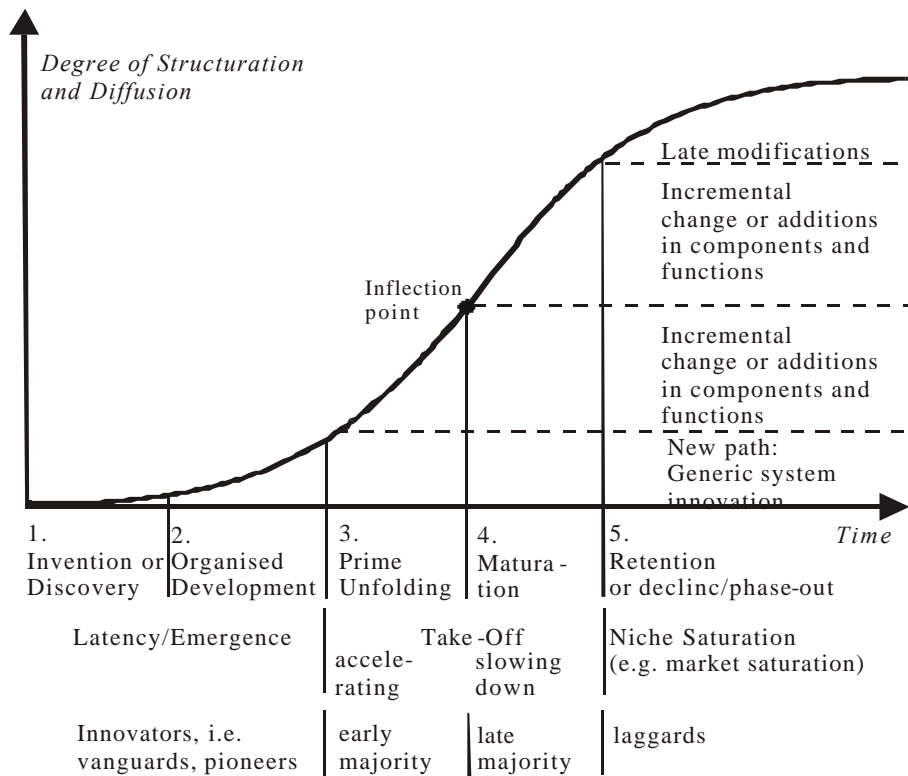 Degree of Structuration
and Diffusion
Late modifications
Incremental
change or additions
in components and
functions
Inflection
point
Incremental
change or additions
in components and
functions
New path:
Generic system
innovation
Time
1.
Invention or
Discovery
2.
Organised
Development
3.
Prime
Unfolding
4.
Matura -
tion
5.
Retention
or declinc/phase-out
Latency/Emergence
Take -Off
accele-
rating
slowing
down
Niche Saturation
(e.g. market saturation)
Innovators, i.e.
vanguards, pioneers
early
majority
late
majority
laggards